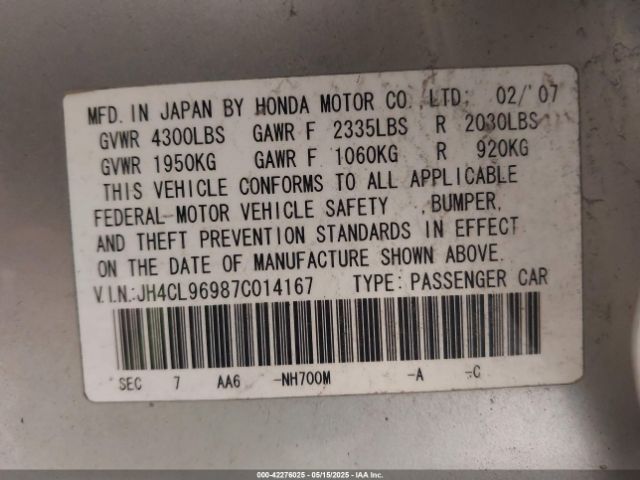 MFD. IN JAPAN BY HONDA MOTOR CO., LTD. 02/'07
GVWR 4300LBS GAWR F 2335LBS R 2030LBS
GVWR 1950KG GAWR F 1060KG R 920KG
THIS VEHICLE CONFORMS TO ALL APPLICABLE
FEDERAL MOTOR VEHICLE SAFETY , BUMPER,
AND THEFT PREVENTION STANDARDS IN EFFECT
ON THE DATE OF MANUFACTURE SHOWN ABOVE.
V.I.N.:JH4CL96987C014167 TYPE: PASSENGER CAR
SEC 7 AA6 -NH700M -A -C
000-42276025 - 05/15/2025 - IAAI.com